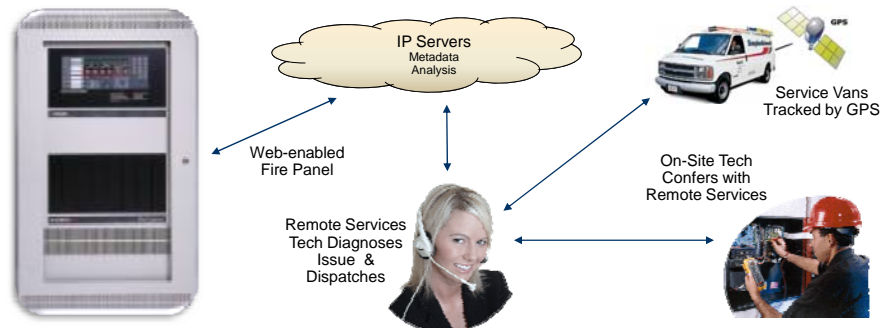 IP Servers
Metadata
Analysis
GPS
Service Vans
Tracked by GPS
Web-enabled
Fire Panel
On-Site Tech
Confers with
Remote Services
Remote Services
Tech Diagnoses
Issue &
Dispatches